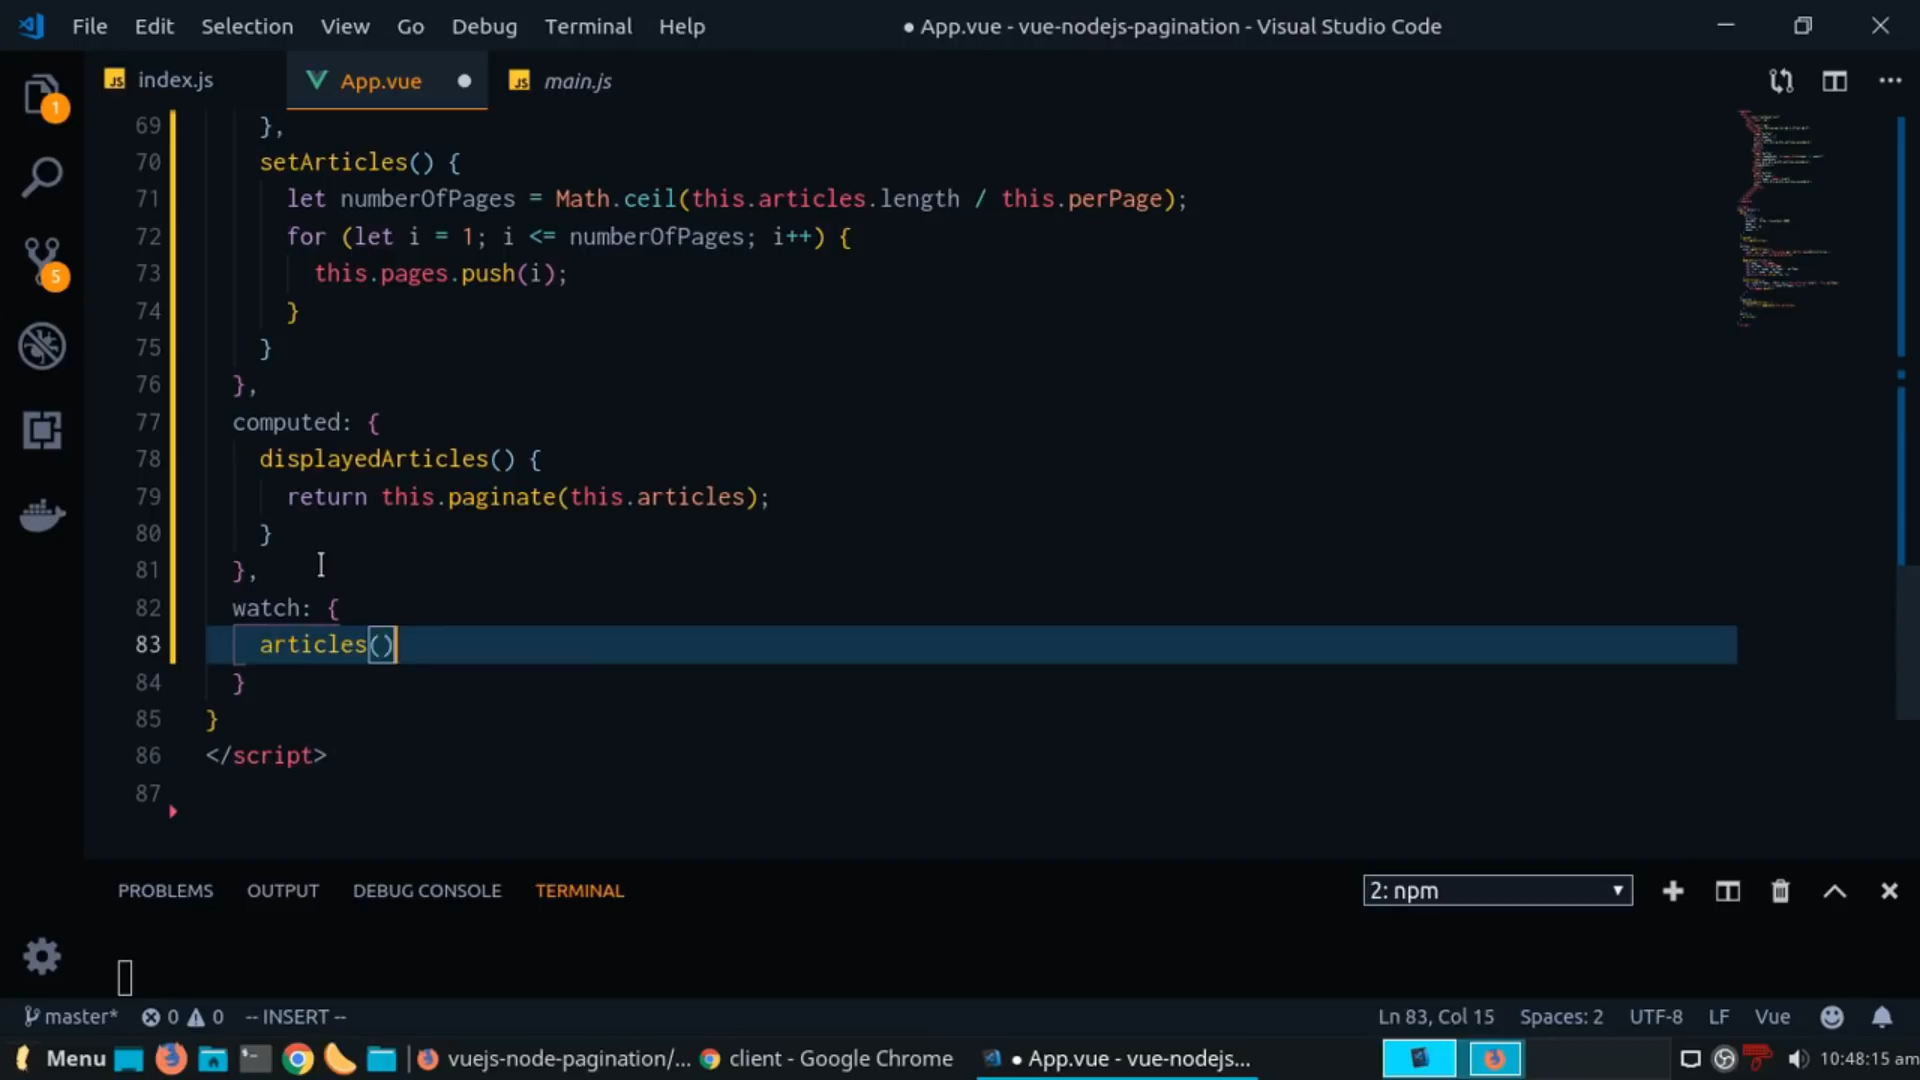 File Edit Selection View Go Debug Terminal Help ● App.vue - vue-nodejs-pagination - Visual Studio Code
JS index.js App.vue ● JS main.js
1
5
69 },
70 setArticles() {
71 let numberOfPages = Math.ceil(this.articles.length / this.perPage);
72 for (let i = 1; i <= numberOfPages; i++) {
73 this.pages.push(i);
74 }
75 }
76 },
77 computed: {
78 displayedArticles() {
79 return this.paginate(this.articles);
80 }
81 },
82 watch: {
83 articles()
84 }
85 }
86 </script>
87
PROBLEMS OUTPUT DEBUG CONSOLE TERMINAL 2: npm
master* 0 0 -- INSERT -- Ln 83, Col 15 Spaces: 2 UTF-8 LF Vue
Menu vuejs-node-pagination/... client - Google Chrome ● App.vue - vue-nodejs... 10:48:15 am